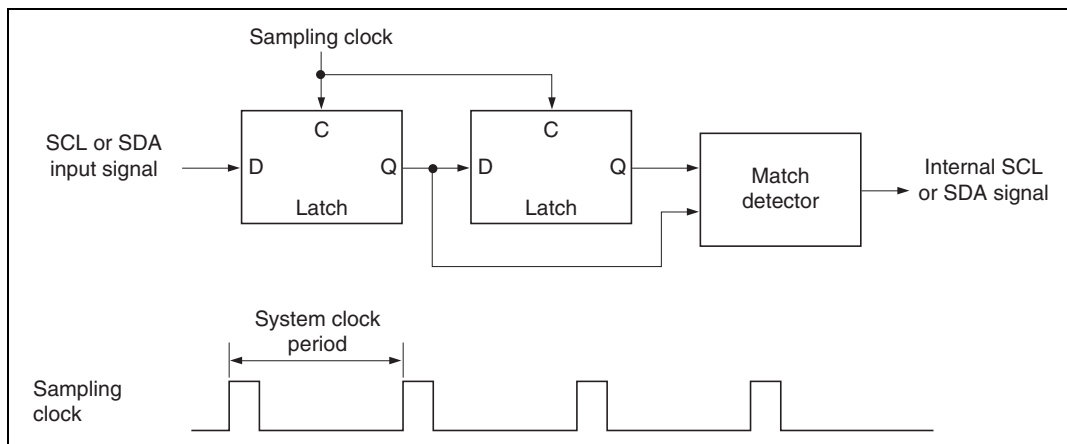 Sampling clock
SCL or SDA
input signal
C
D
Q
Latch
C
D
Q
Latch
Match
detector
Internal SCL
or SDA signal
System clock
period
Sampling
clock